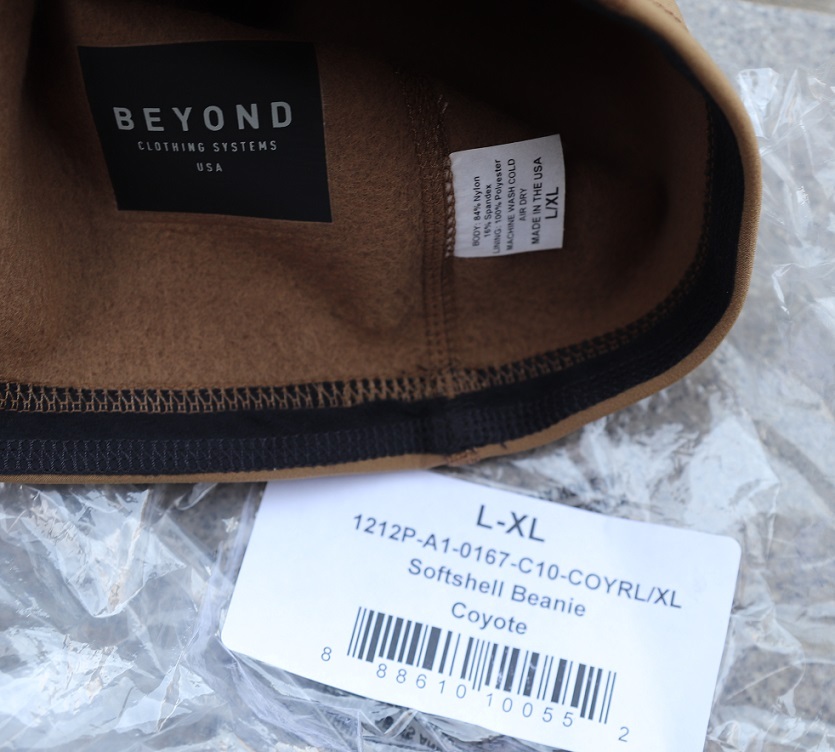 BEYOND
CLOTHING SYSTEMS
USA
BODY: 84% Nylon
16% Spandex
LINING: 100% Polyester
MACHINE WASH COLD
AIR DRY
MADE IN THE USA
L/XL
L-XL
1212P-A1-0167-C10-COYRL/XL
Softshell Beanie
Coyote
8 88610 10055 2